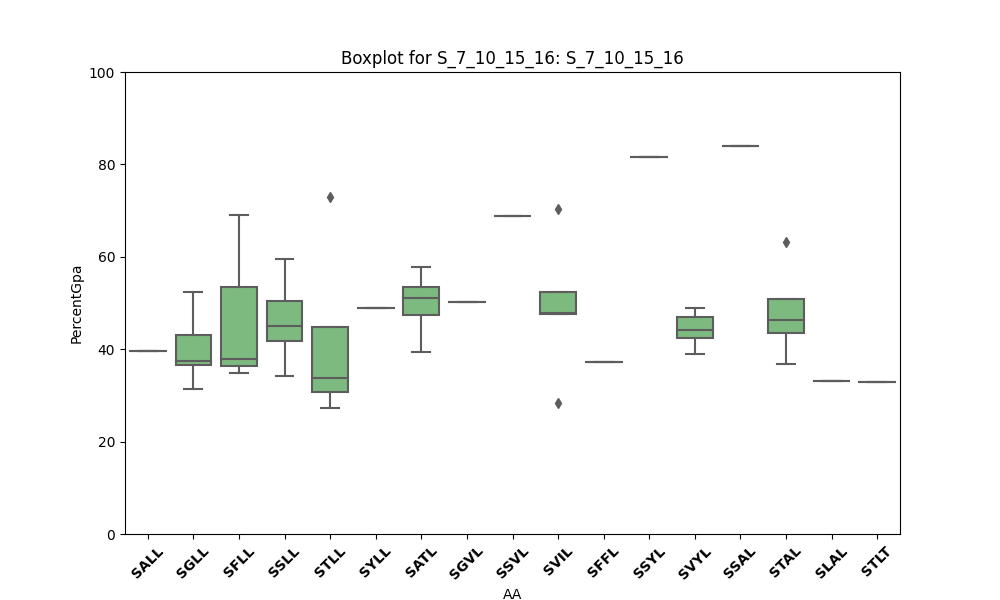 Boxplot for S_7_10_15_16: S_7_10_15_16
PercentGpa
100
80
60
40
20
0
SALL SGLL SFLL SSLL STLL SYLL SATL SGVL SSVL SVIL SFFL SSYL SVYL SSAL STAL SLAL STLT
AA